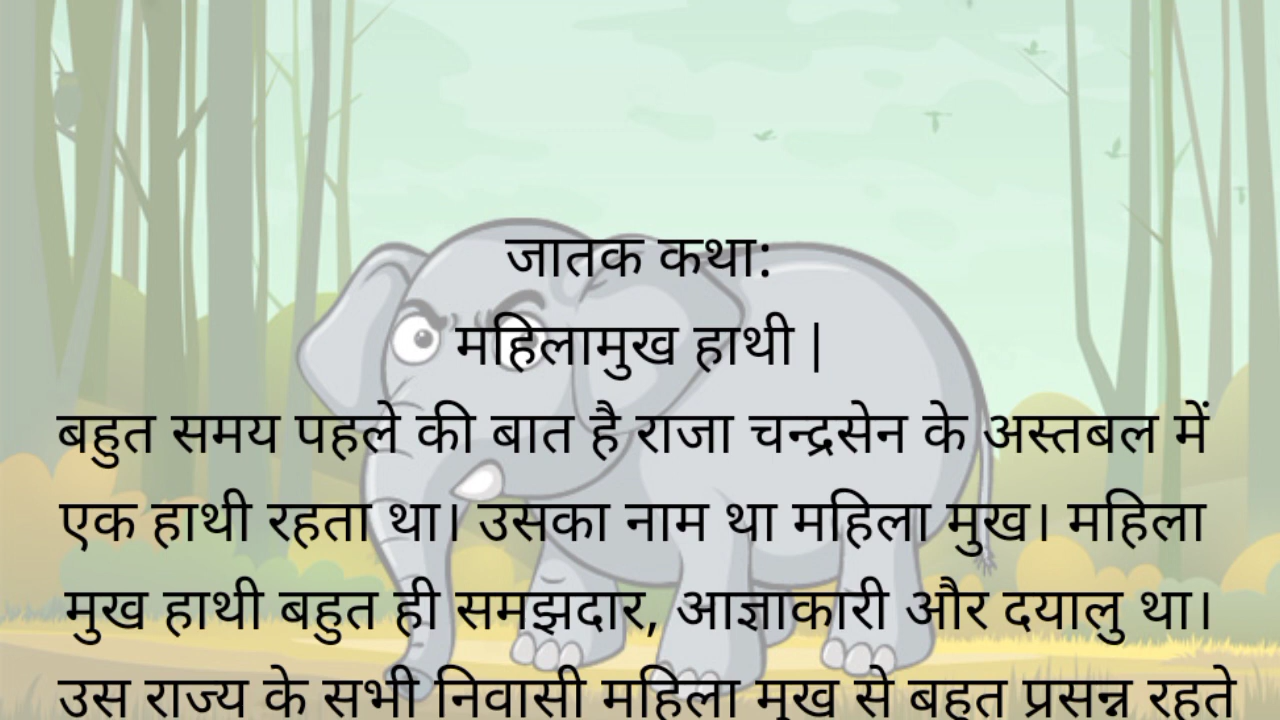 जातक कथा:
महिलामुख हाथी |
बहुत समय पहले की बात है राजा चन्द्रसेन के अस्तबल में
एक हाथी रहता था। उसका नाम था महिला मुख। महिला
मुख हाथी बहुत ही समझदार, आज्ञाकारी और दयालु था।
उस राज्य के सभी निवासी महिला मुख से बहुत प्रसन्न रहते